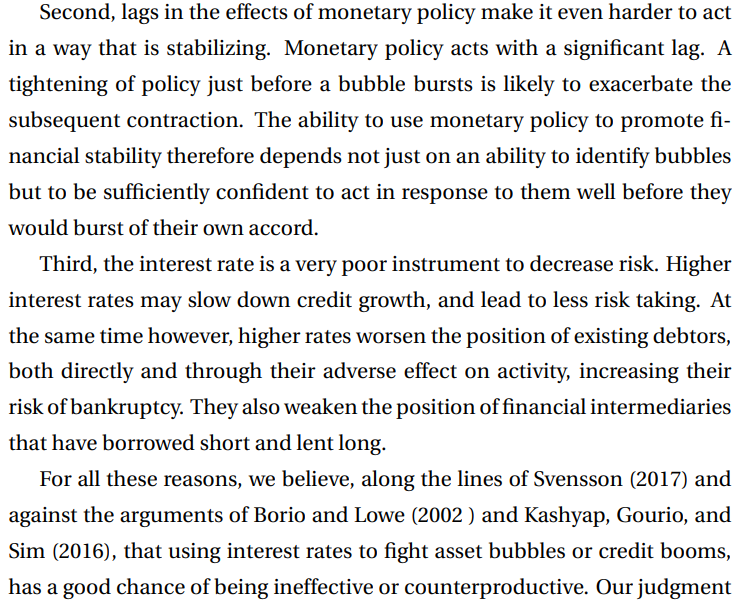 Second, lags in the effects of monetary policy make it even harder to act
in a way that is stabilizing. Monetary policy acts with a significant lag. A
tightening of policy just before a bubble bursts is likely to exacerbate the
subsequent contraction. The ability to use monetary policy to promote fi-
nancial stability therefore depends not just on an ability to identify bubbles
but to be sufficiently confident to act in response to them well before they
would burst of their own accord.
Third, the interest rate is a very poor instrument to decrease risk. Higher
interest rates may slow down credit growth, and lead to less risk taking. At
the same time however, higher rates worsen the position of existing debtors,
both directly and through their adverse effect on activity, increasing their
risk of bankruptcy. They also weaken the position of financial intermediaries
that have borrowed short and lent long.
For all these reasons, we believe, along the lines of Svensson (2017) and
against the arguments of Borio and Lowe (2002 ) and Kashyap, Gourio, and
Sim (2016), that using interest rates to fight asset bubbles or credit booms,
has a good chance of being ineffective or counterproductive. Our judgment